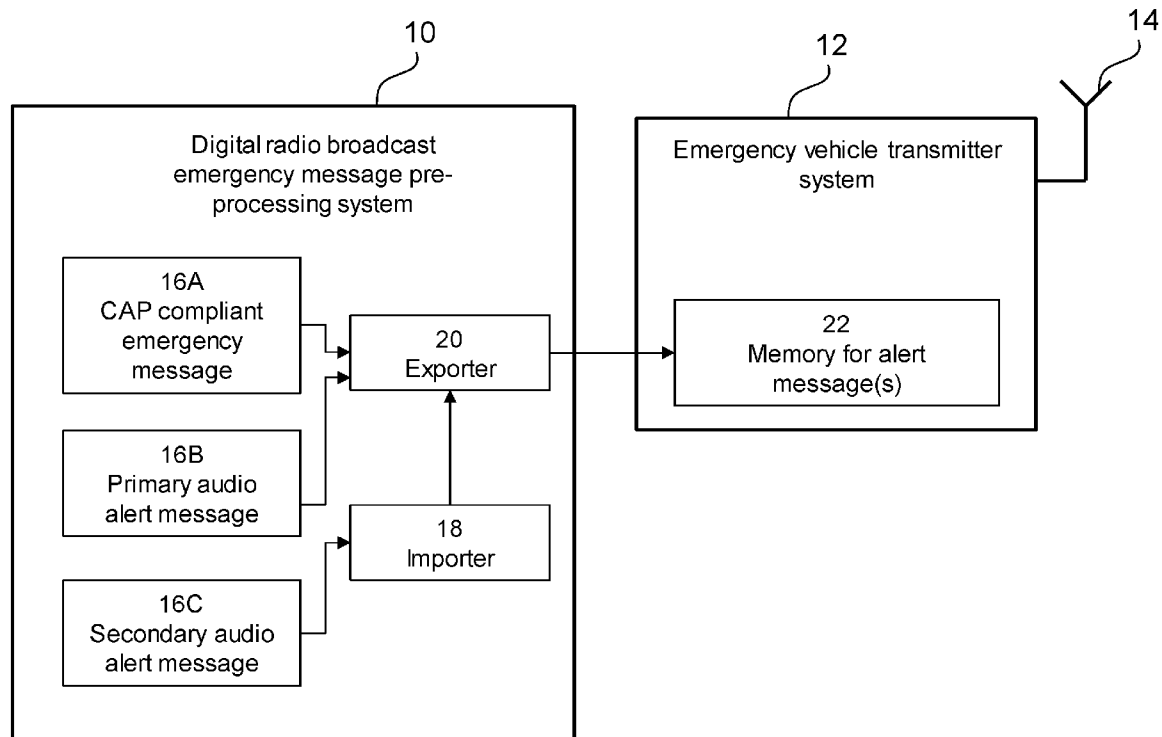 10
12
14
Digital radio broadcast
emergency message pre-
processing system
Emergency vehicle transmitter
system
16A
CAP compliant
emergency
message
20
Exporter
22
Memory for alert
message(s)
16B
Primary audio
alert message
18
Importer
16C
Secondary audio
alert message